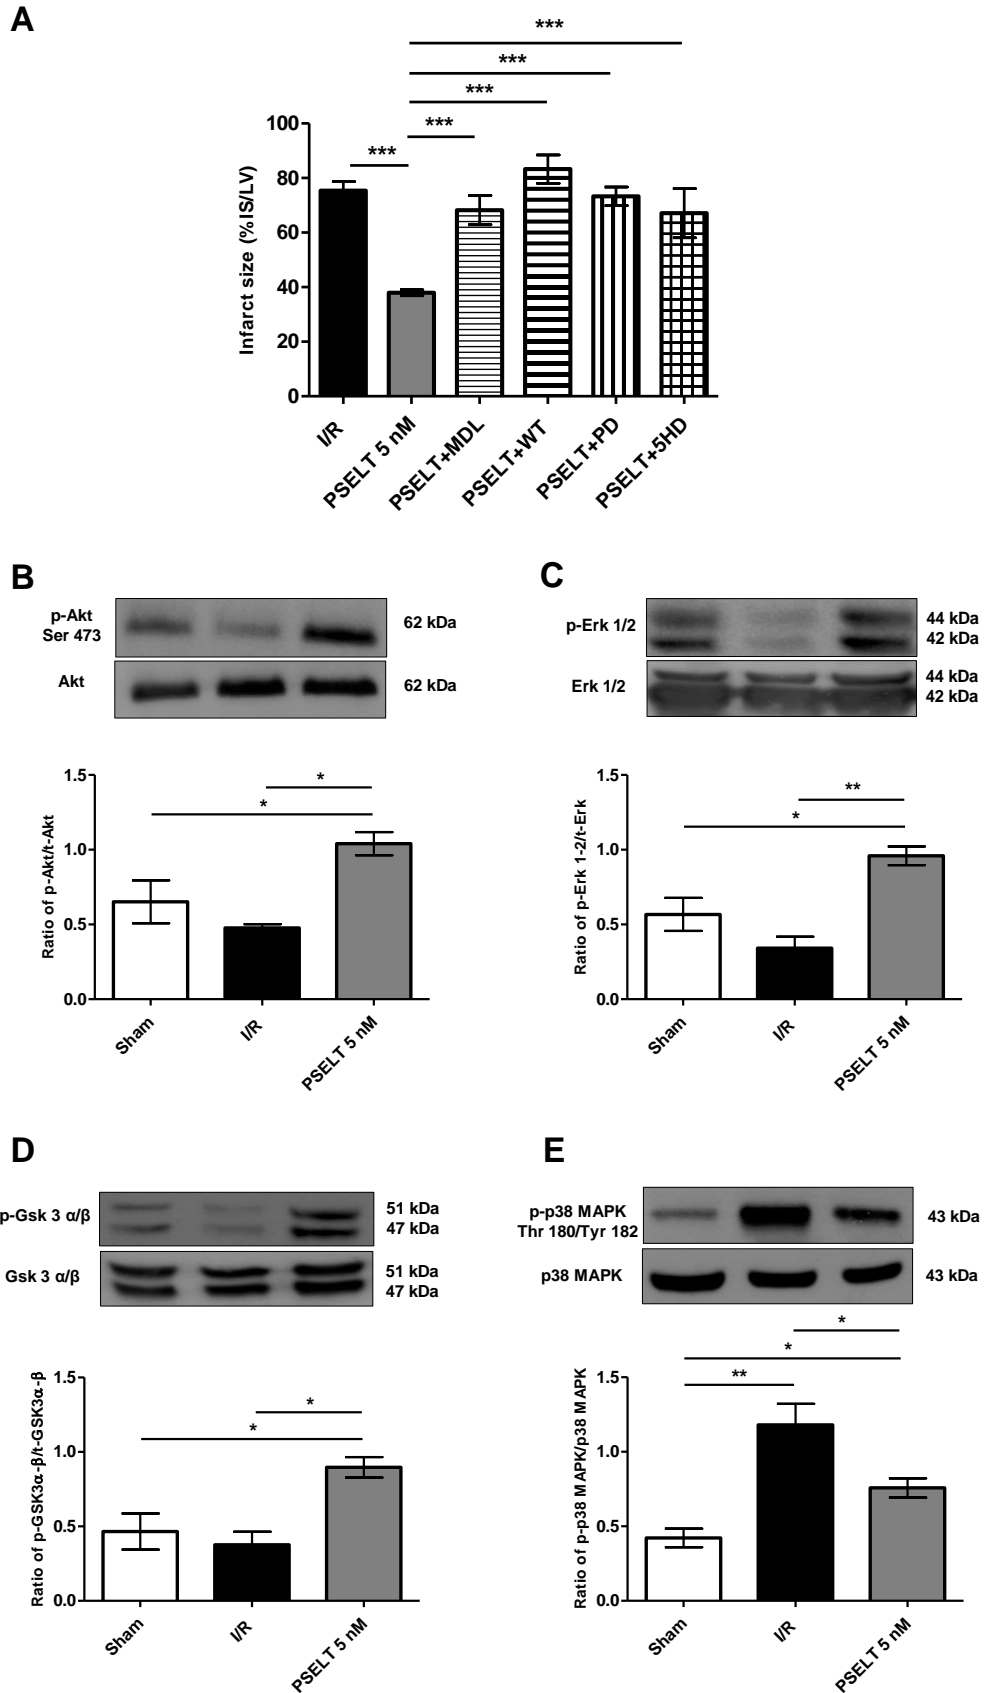 A
***
***
***
***
***
100
80
60
40
20
0
Infarct size (%IS/LV)
I/R
PSELT 5 nM
PSELT+MDL
PSELT+WT
PSELT+PD
PSELT+5HD
B
p-Akt
Ser 473
62 kDa
Akt
62 kDa
1.5
1.0
0.5
0.0
Ratio of p-Akt/t-Akt
*
*
Sham
I/R
PSELT 5 nM
C
p-Erk 1/2
44 kDa
42 kDa
Erk 1/2
44 kDa
42 kDa
1.5
1.0
0.5
0.0
Ratio of p-Erk 1-2/t-Erk
**
*
Sham
I/R
PSELT 5 nM
D
p-Gsk 3 α/β
51 kDa
47 kDa
Gsk 3 α/β
51 kDa
47 kDa
1.5
1.0
0.5
0.0
Ratio of p-GSK3α-β/t-GSK3α-β
*
*
Sham
I/R
PSELT 5 nM
E
p-p38 MAPK
Thr 180/Tyr 182
43 kDa
p38 MAPK
43 kDa
*
*
**
1.5
1.0
0.5
0.0
Ratio of p-p38 MAPK/p38 MAPK
Sham
I/R
PSELT 5 nM